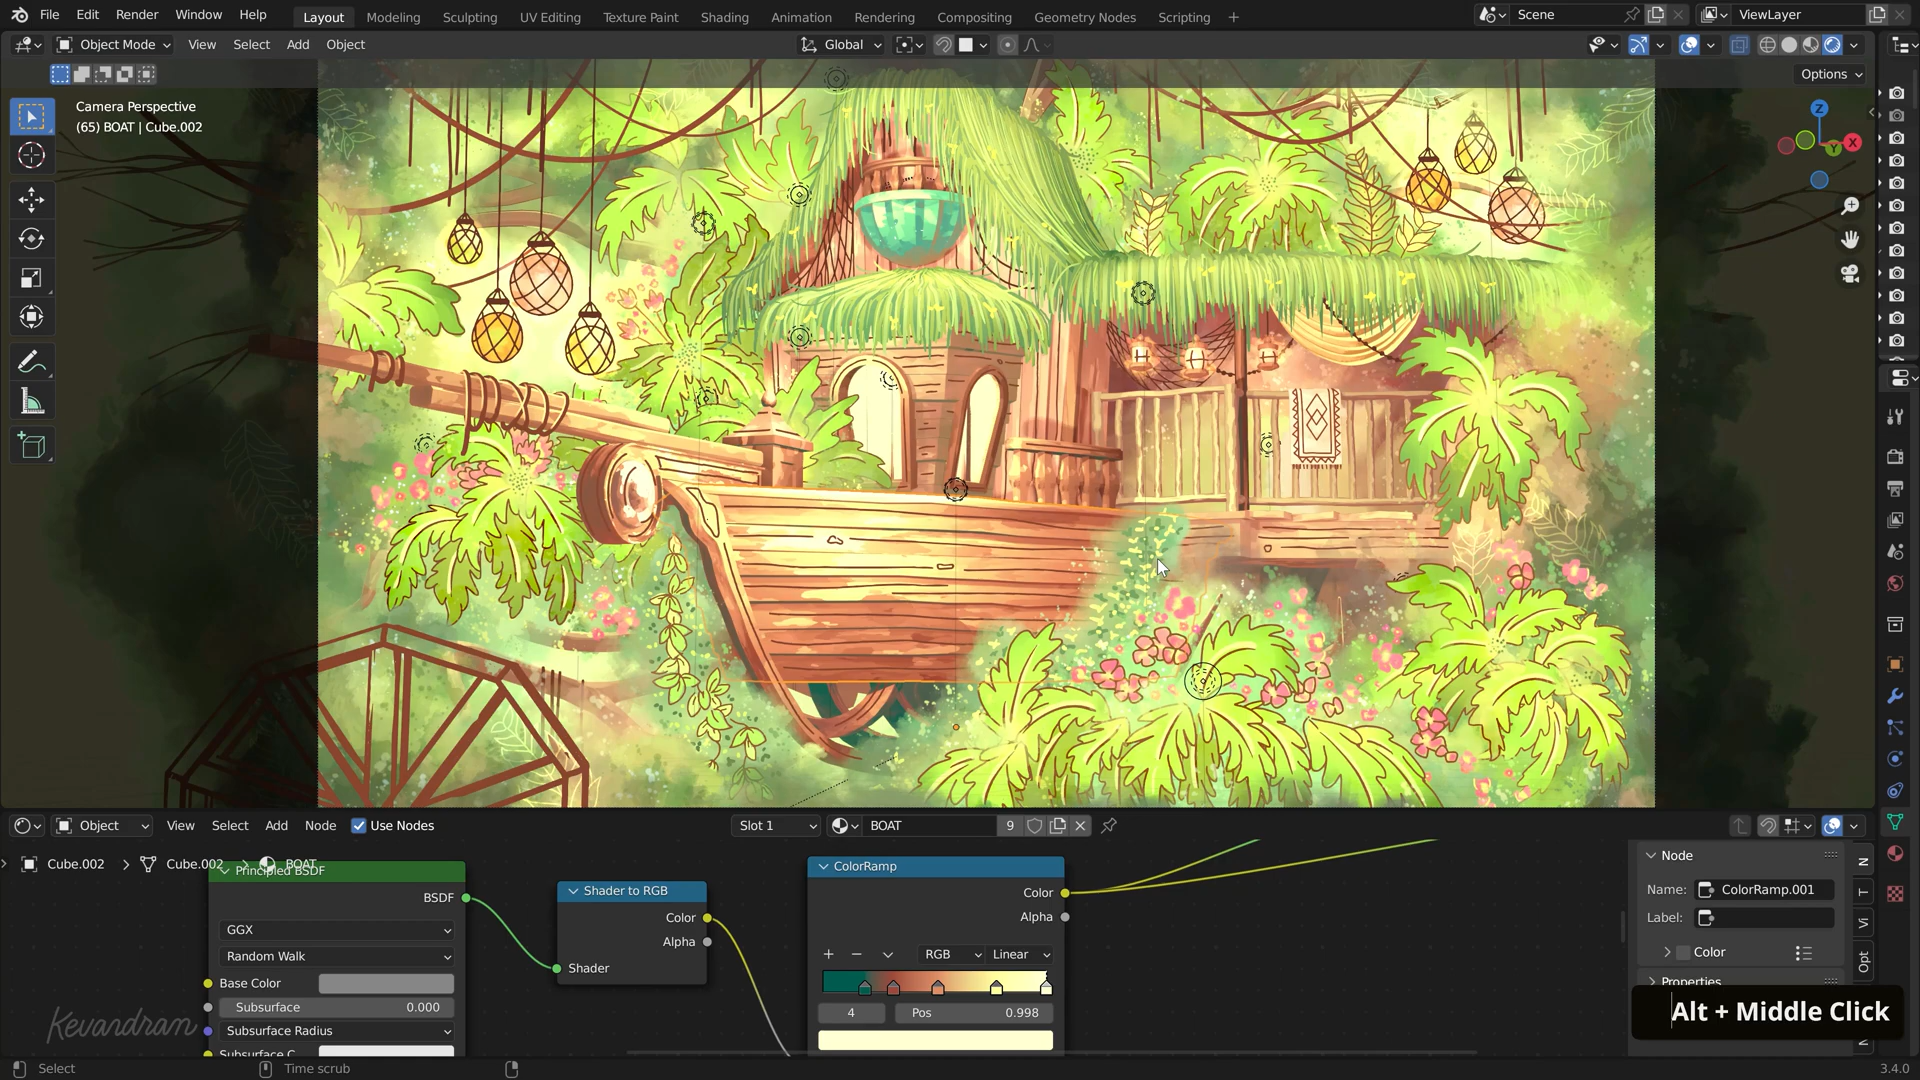 File Edit Render Window Help Layout Modeling Sculpting UV Editing Texture Paint Shading Animation Rendering Compositing Geometry Nodes Scripting Scene ViewLayer
Object Mode View Select Add Object Global
Options
Camera Perspective
(65) BOAT | Cube.002
Z
X
Y
Object View Select Add Node Use Nodes Slot 1 BOAT 9
Cube.002 > Cube.002 > BOAT
Principled BSDF
BSDF
GGX
Random Walk
Base Color
Subsurface 0.000
Subsurface Radius
Subsurface C
Shader to RGB
Color
Alpha
Shader
ColorRamp
Color
Alpha
RGB Linear
4 Pos 0.998
Node
Name: ColorRamp.001
Label:
Color
Properties
N
T
Vi
Opt
N
Alt + Middle Click
Kevandram
Select Time scrub 3.4.0